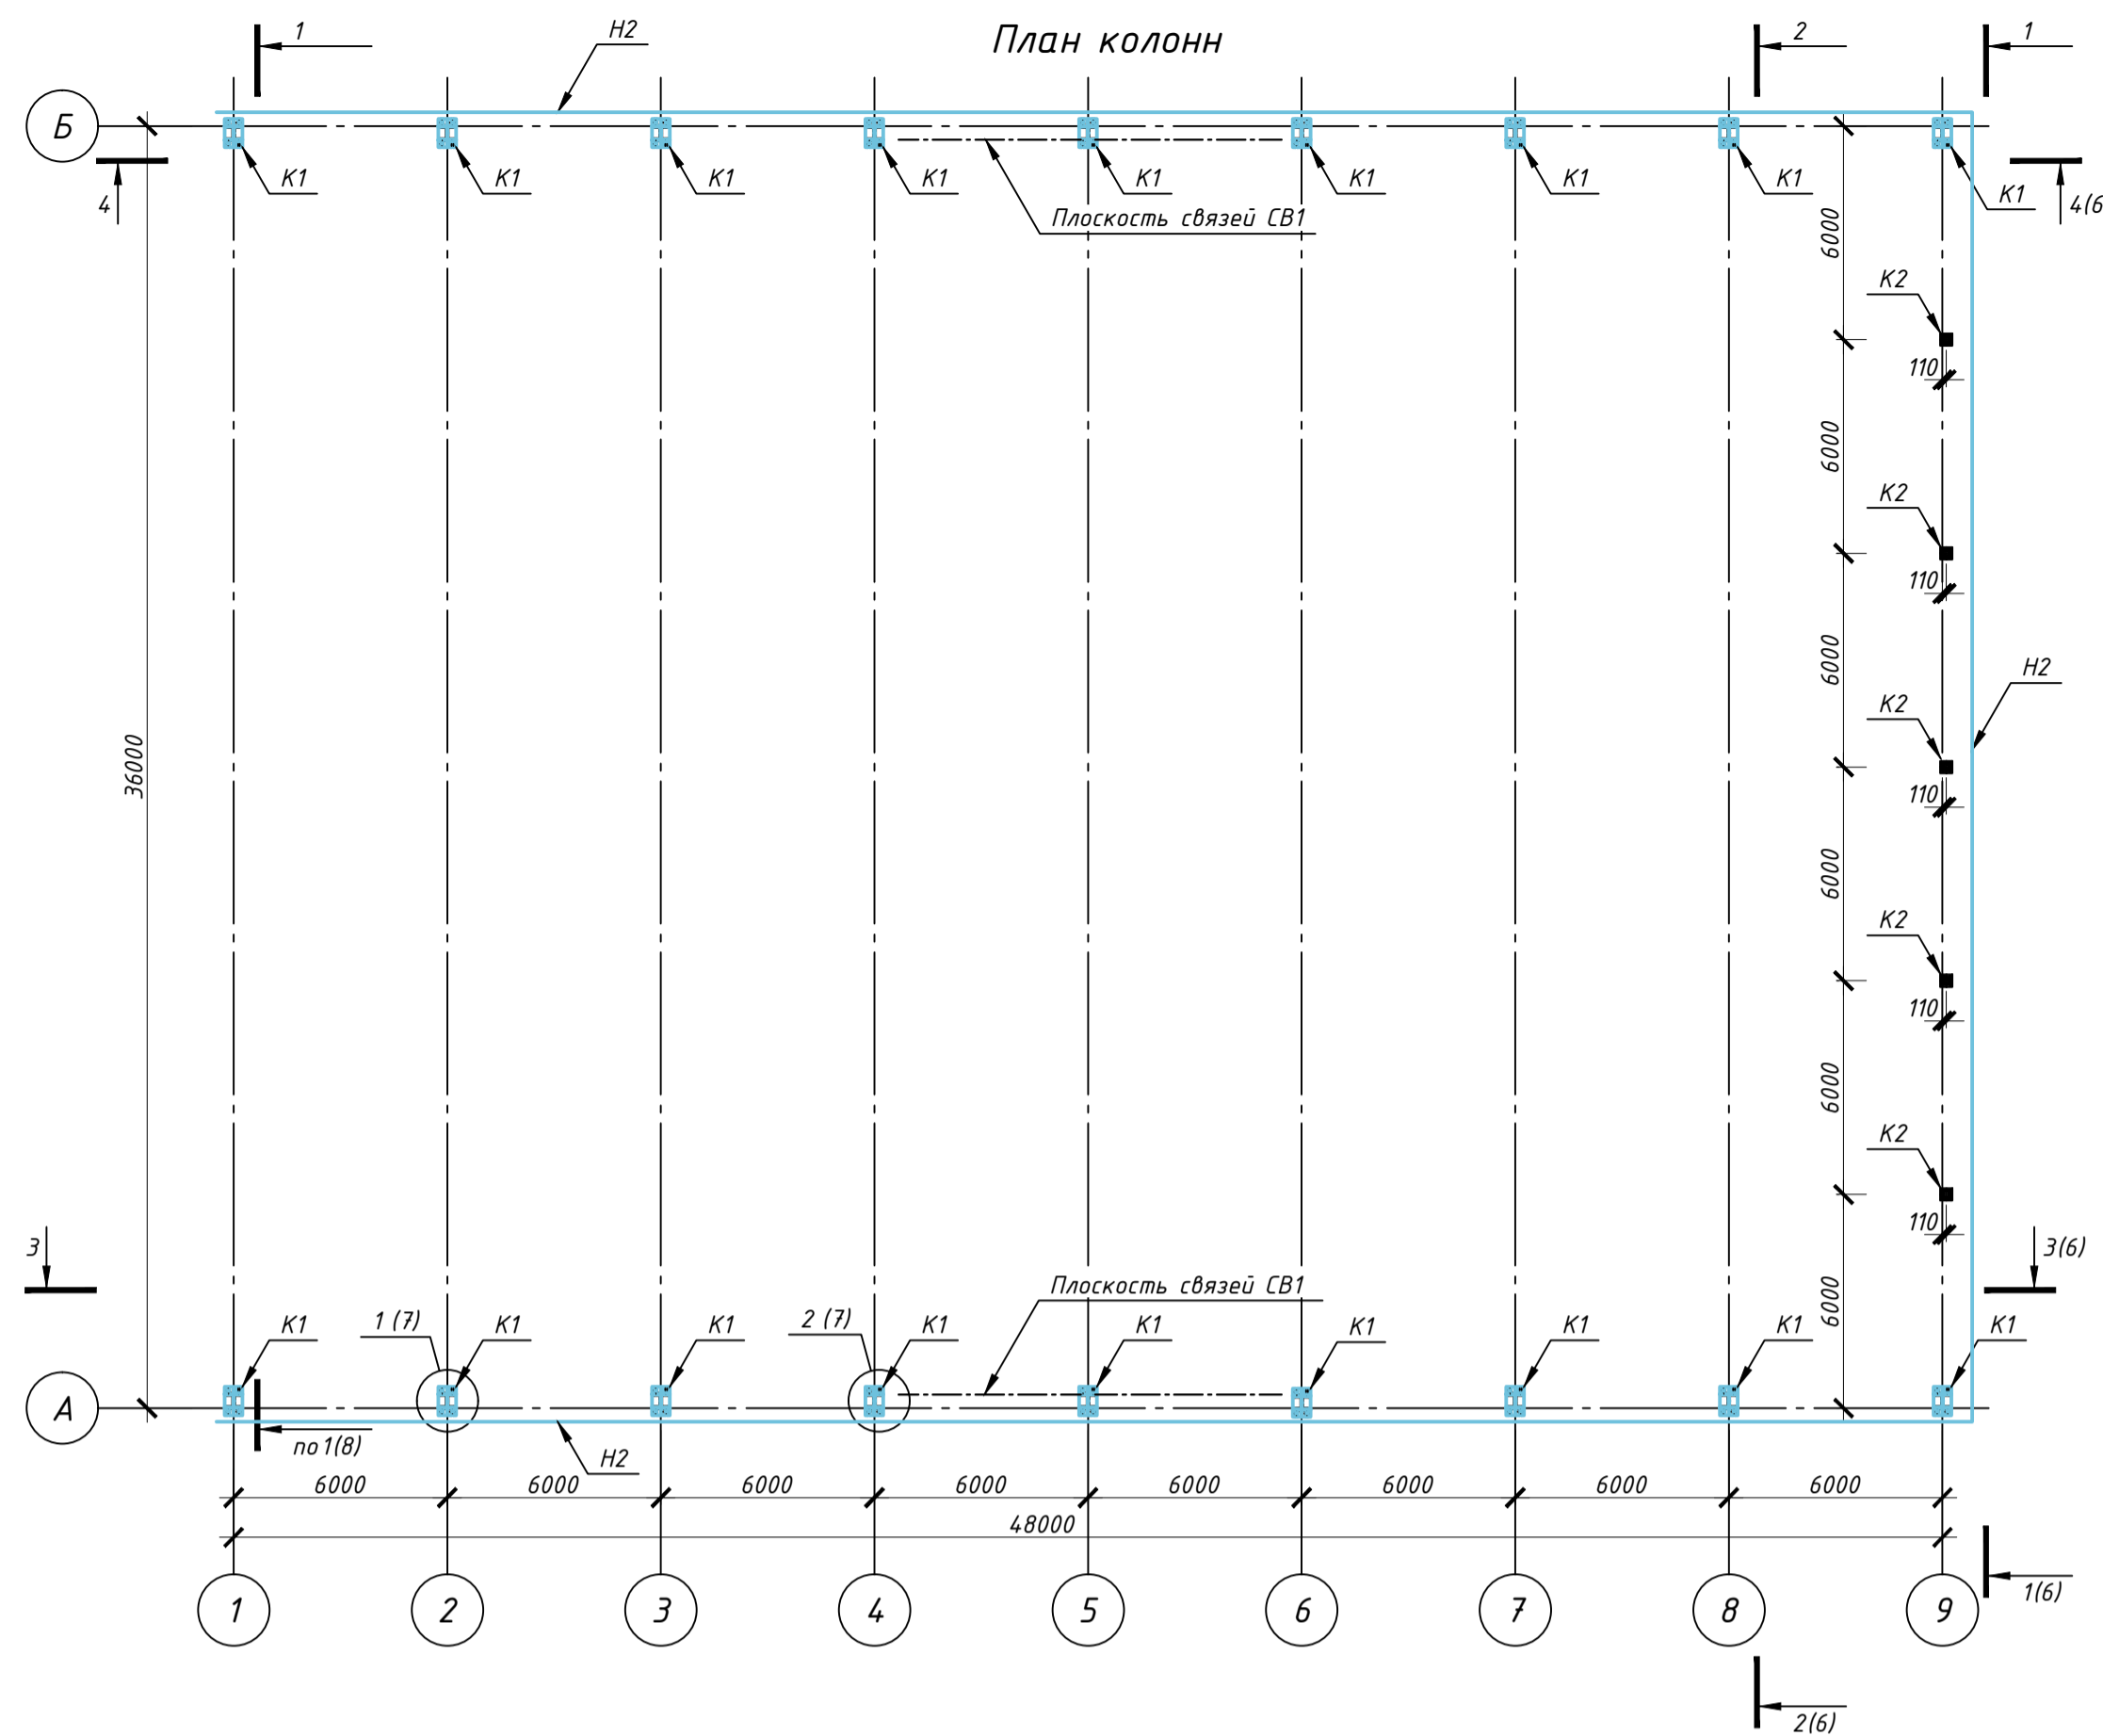 План колонн
1 Н2 2 1
Б
К1 К1 К1 К1 К1 К1 К1 К1 К1
4 4(6
Плоскость связей СВ1
6000
К2
110
6000
К2
110
6000
Н2
К2
36000
110
6000
К2
110
6000
К2
110
3 3(6)
Плоскость связей СВ1
6000
К1 1 (7) К1 К1 2 (7) К1 К1 К1 К1 К1 К1
А
по 1(8)
Н2
6000 6000 6000 6000 6000 6000 6000 6000
48000
1(6)
1 2 3 4 5 6 7 8 9
2(6)